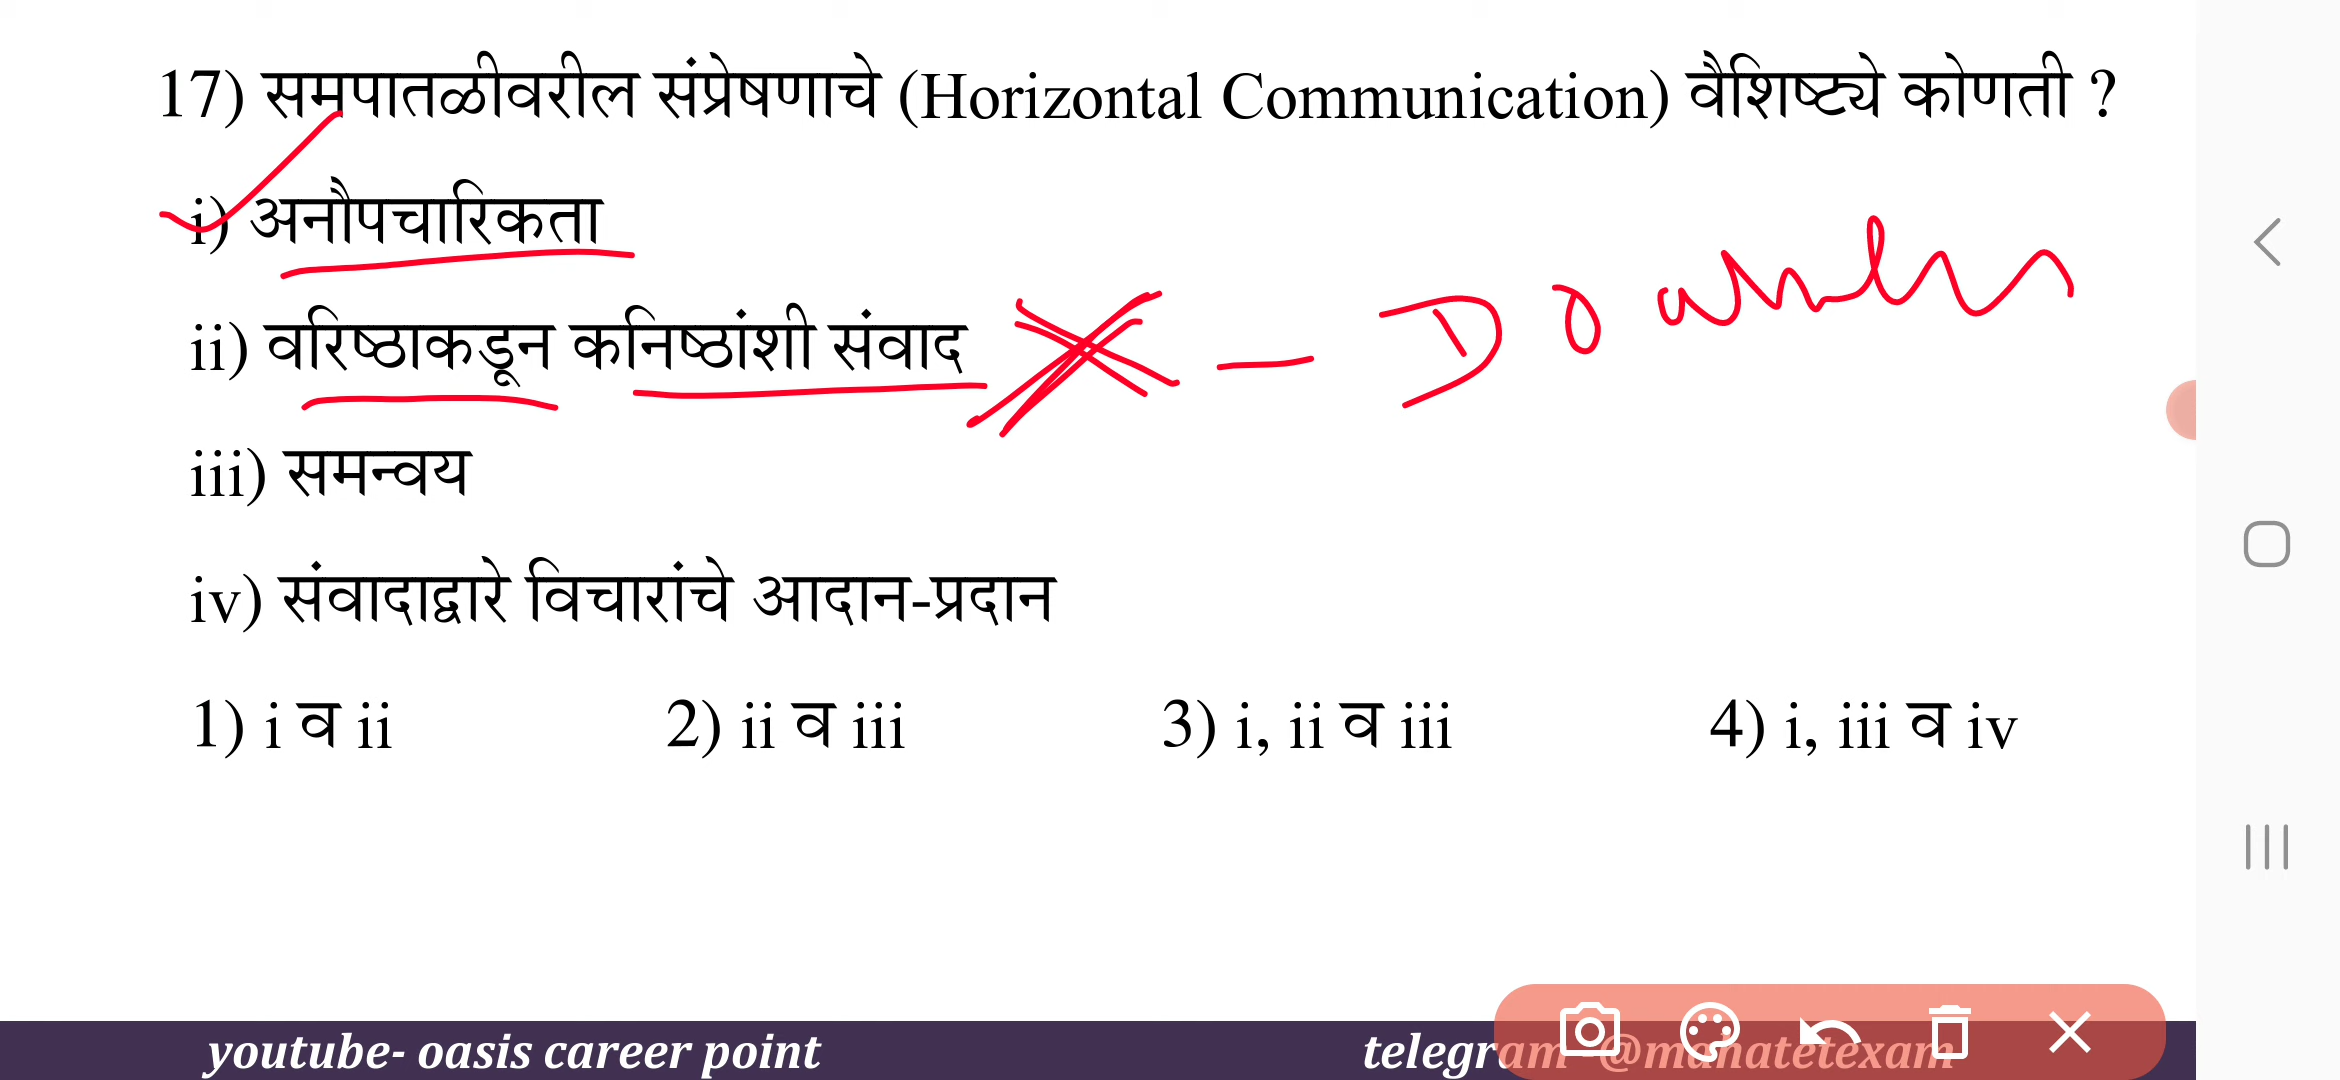 17) समपातळीवरील संप्रेषणाचे (Horizontal Communication) वैशिष्ट्ये कोणती ?
i) अनौपचारिकता
ii) वरिष्ठाकडून कनिष्ठांशी संवाद
iii) समन्वय
iv) संवादाद्वारे विचारांचे आदान-प्रदान
1) i व ii 2) ii व iii 3) i, ii व iii 4) i, iii व iv
youtube- oasis career point telegram -@mahatetexam